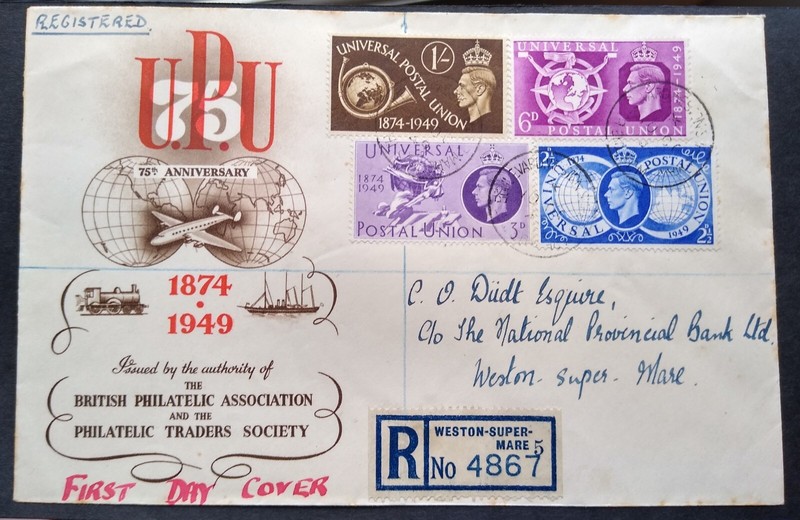 REGISTERED.
U.P.U
75
75th ANNIVERSARY
1874
•
1949
Issued by the authority of
THE
BRITISH PHILATELIC ASSOCIATION
AND THE
PHILATELIC TRADERS SOCIETY
FIRST DAY COVER
UNIVERSAL POSTAL UNION
1/-
1874-1949
UNIVERSAL
6D
POSTAL UNION
1874-1949
UNIVERSAL
1874
1949
POSTAL UNION
3D
2½D
UNIVERSAL
POSTAL UNION
1949
2½D
C. O. Düdt Esquire,
c/o The National Provincial Bank Ltd.
Weston-Super-Mare.
R
WESTON-SUPER-
MARE 5
No 4867